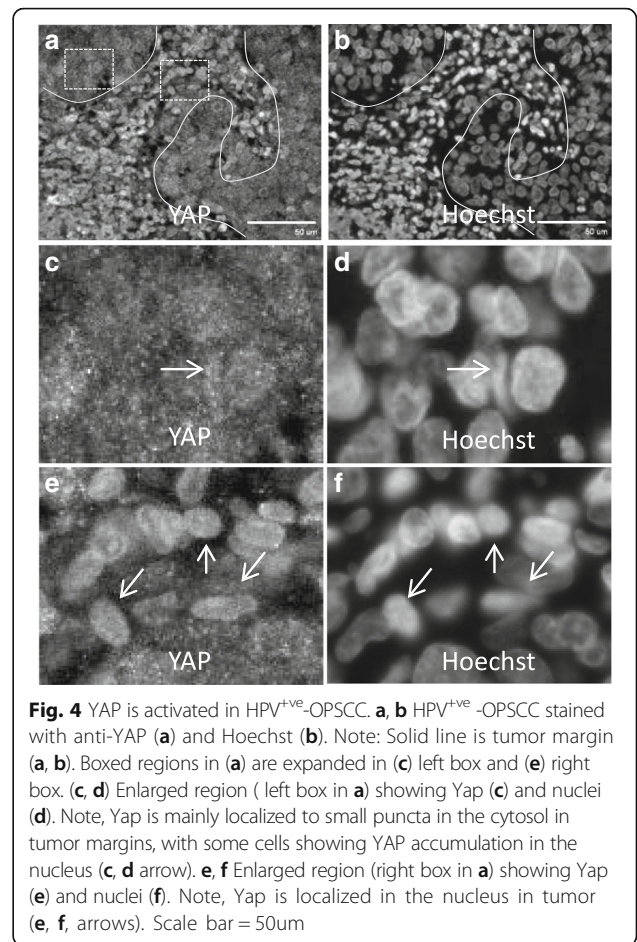 a
b
YAP
50 um
Hoechst
50 um
c
d
YAP
Hoechst
e
f
YAP
Hoechst
Fig. 4 YAP is activated in HPV+ve-OPSCC. a, b HPV+ve -OPSCC stained
with anti-YAP (a) and Hoechst (b). Note: Solid line is tumor margin
(a, b). Boxed regions in (a) are expanded in (c) left box and (e) right
box. (c, d) Enlarged region ( left box in a) showing Yap (c) and nuclei
(d). Note, Yap is mainly localized to small puncta in the cytosol in
tumor margins, with some cells showing YAP accumulation in the
nucleus (c, d arrow). e, f Enlarged region (right box in a) showing Yap
(e) and nuclei (f). Note, Yap is localized in the nucleus in tumor
(e, f, arrows). Scale bar = 50um